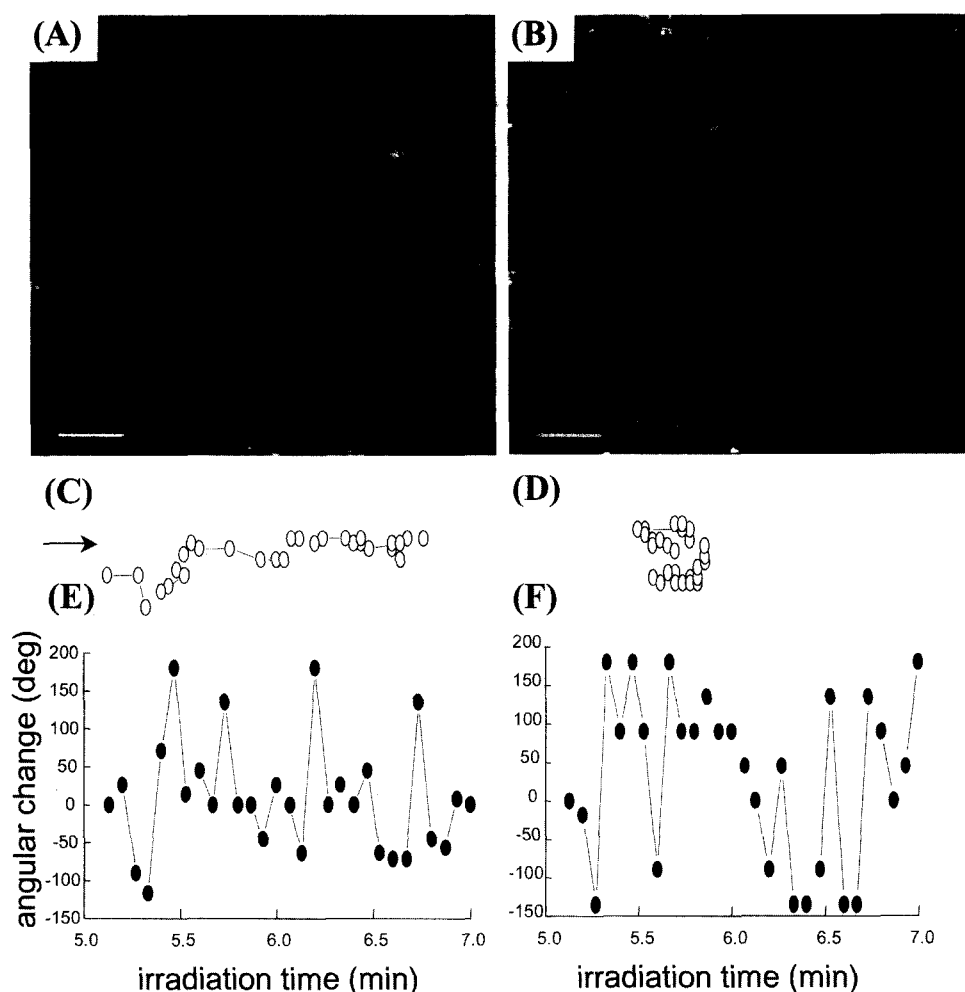 (A)
(B)
(C)
(D)
(E)
(F)
angular change (deg)
200
150
100
50
0
-50
-100
-150
5.0
5.5
6.0
6.5
7.0
irradiation time (min)
200
150
100
50
0
-50
-100
-150
5.0
5.5
6.0
6.5
7.0
irradiation time (min)